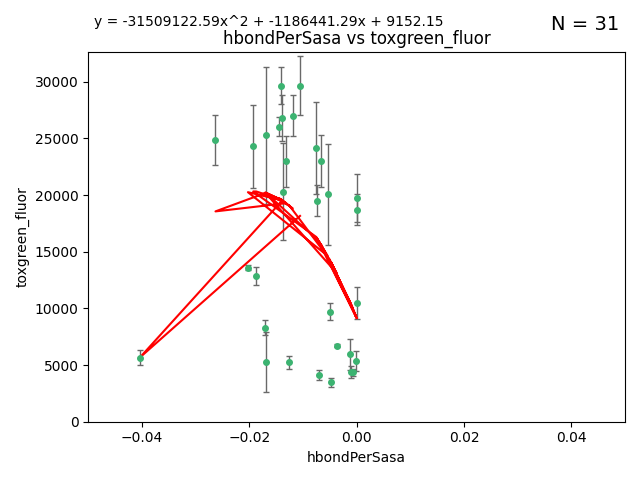 y = -31509122.59x^2 + -1186441.29x + 9152.15
N = 31
hbondPerSasa vs toxgreen_fluor
30000
25000
20000
15000
10000
5000
0
toxgreen_fluor
−0.04
−0.02
0.00
0.02
0.04
hbondPerSasa